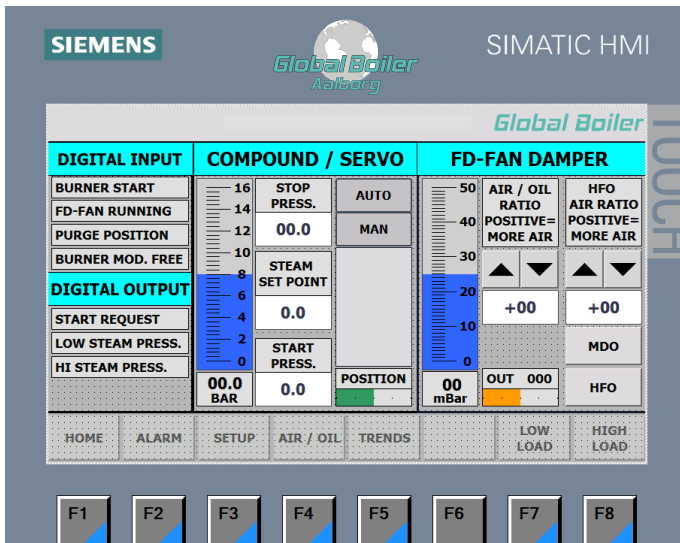 SIEMENS
Global Boiler
Aalborg
SIMATIC HMI
TOUCH
Global Boiler
DIGITAL INPUT
BURNER START
FD-FAN RUNNING
PURGE POSITION
BURNER MOD. FREE
DIGITAL OUTPUT
START REQUEST
LOW STEAM PRESS.
HI STEAM PRESS.
COMPOUND / SERVO
16
14
12
10
8
6
4
2
0
00.0
BAR
STOP
PRESS.
00.0
STEAM
SET POINT
0.0
START
PRESS.
0.0
AUTO
MAN
POSITION
FD-FAN DAMPER
50
40
30
20
10
0
00
mBar
AIR / OIL
RATIO
POSITIVE=
MORE AIR
+00
OUT 000
HFO
AIR RATIO
POSITIVE=
MORE AIR
+00
MDO
HFO
HOME
ALARM
SETUP
AIR / OIL
TRENDS
LOW
LOAD
HIGH
LOAD
F1
F2
F3
F4
F5
F6
F7
F8